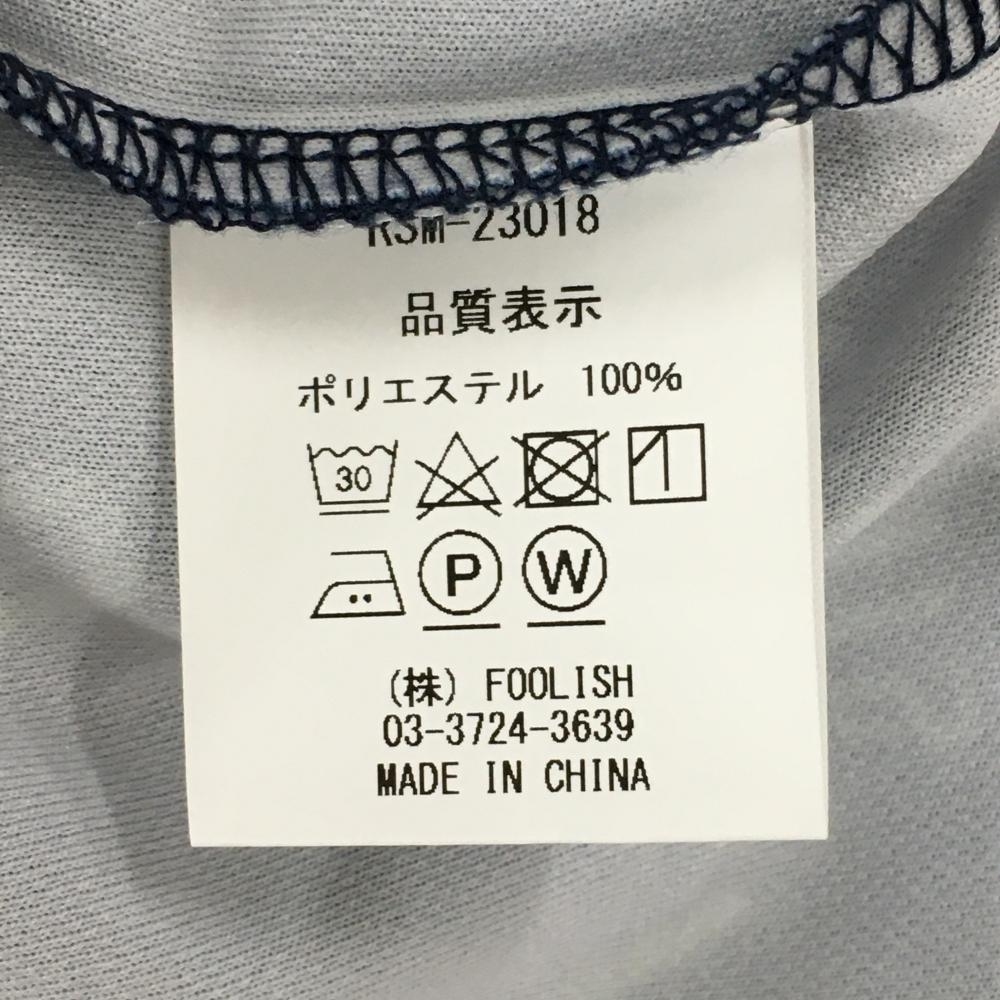 RSM-23018
品質表示
ポリエステル 100%
30
P W
(株) FOOLISH
03-3724-3639
MADE IN CHINA